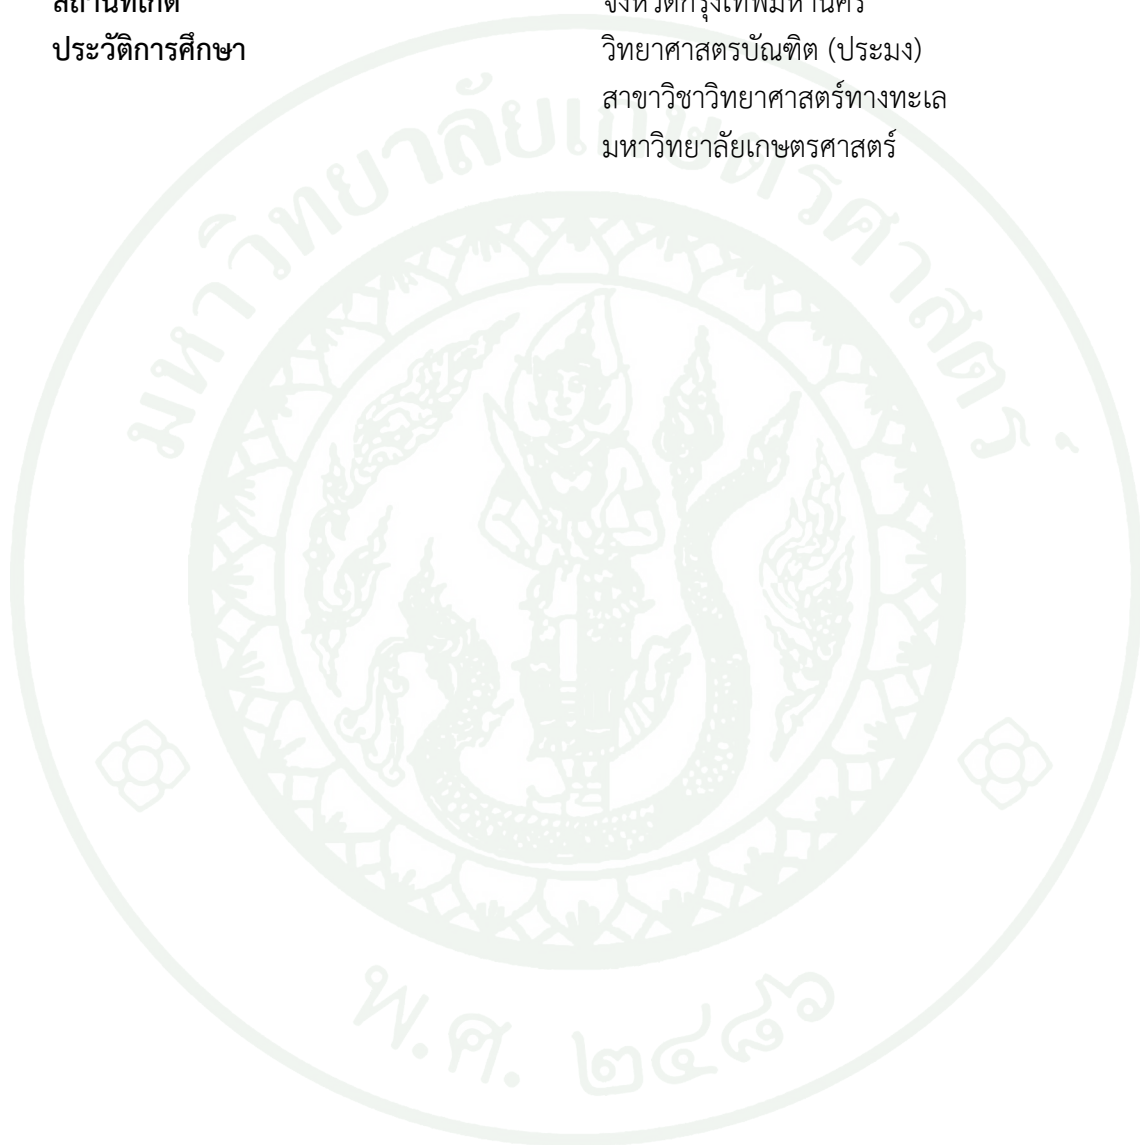 สถานที่เกิด จังหวัดกรุงเทพมหานคร
ประวัติการศึกษา วิทยาศาสตรบัณฑิต (ประมง)
สาขาวิชาวิทยาศาสตร์ทางทะเล
มหาวิทยาลัยเกษตรศาสตร์
มหาวิทยาลัยเกษตรศาสตร์
พ.ศ. ๒๔๘๖